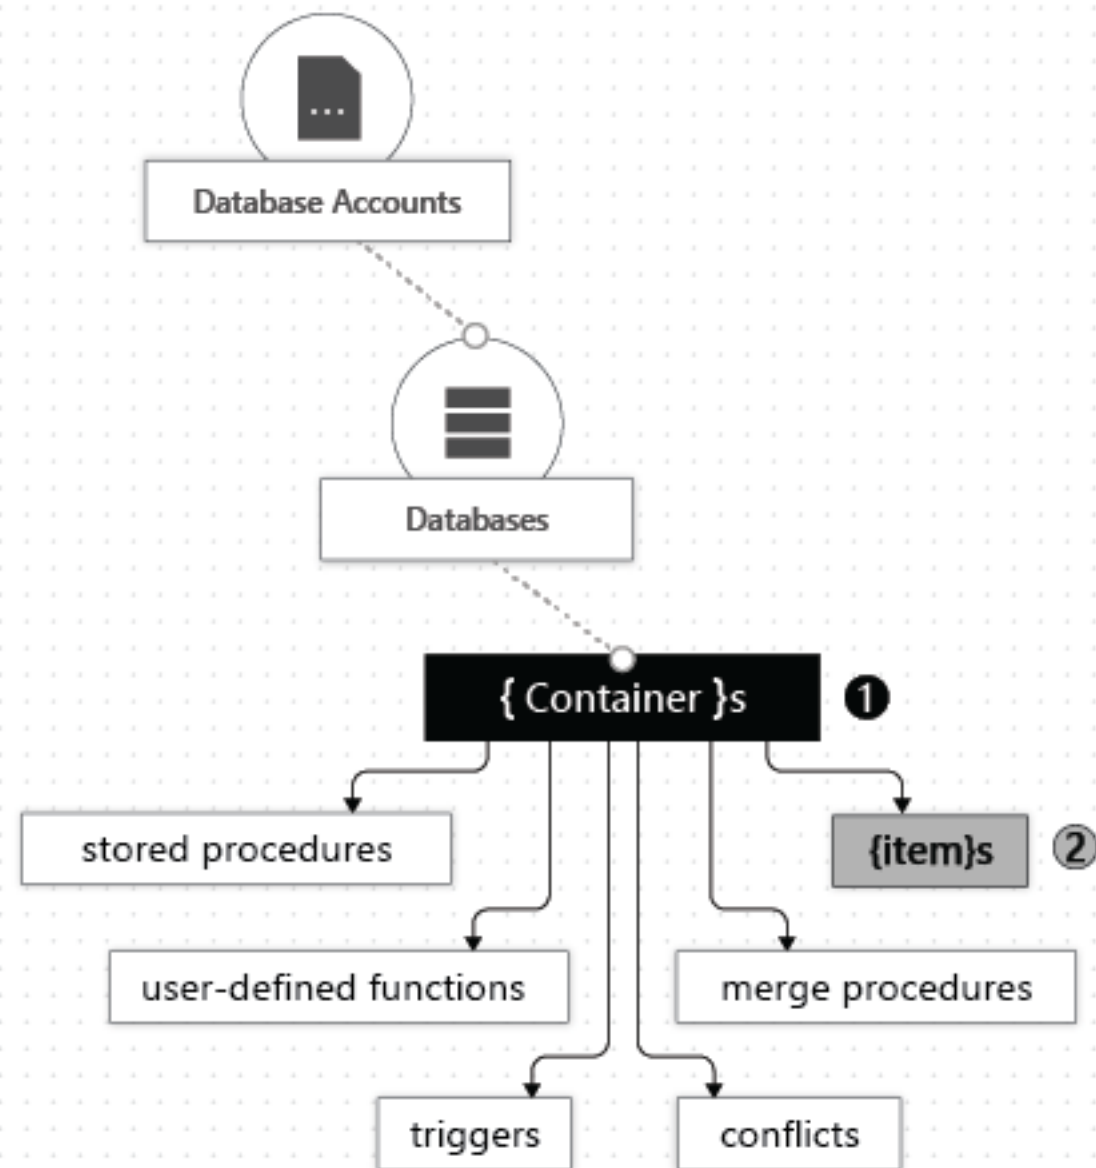 ...
Database Accounts
Databases
{ Container }s
1
stored procedures
{item}s
2
user-defined functions
merge procedures
triggers
conflicts